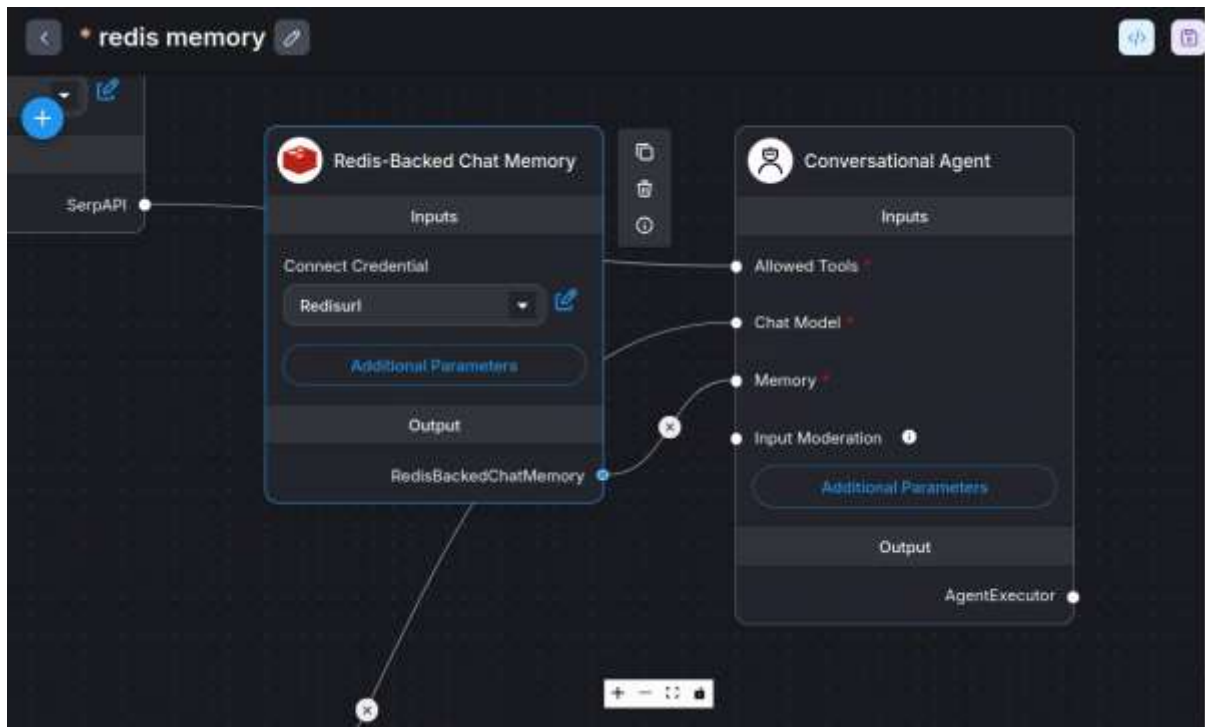 * redis memory
SerpAPI
Redis-Backed Chat Memory
Inputs
Connect Credential
Redisurl
Additional Parameters
Output
RedisBackedChatMemory
Conversational Agent
Inputs
Allowed Tools *
Chat Model *
Memory *
Input Moderation
Additional Parameters
Output
AgentExecutor